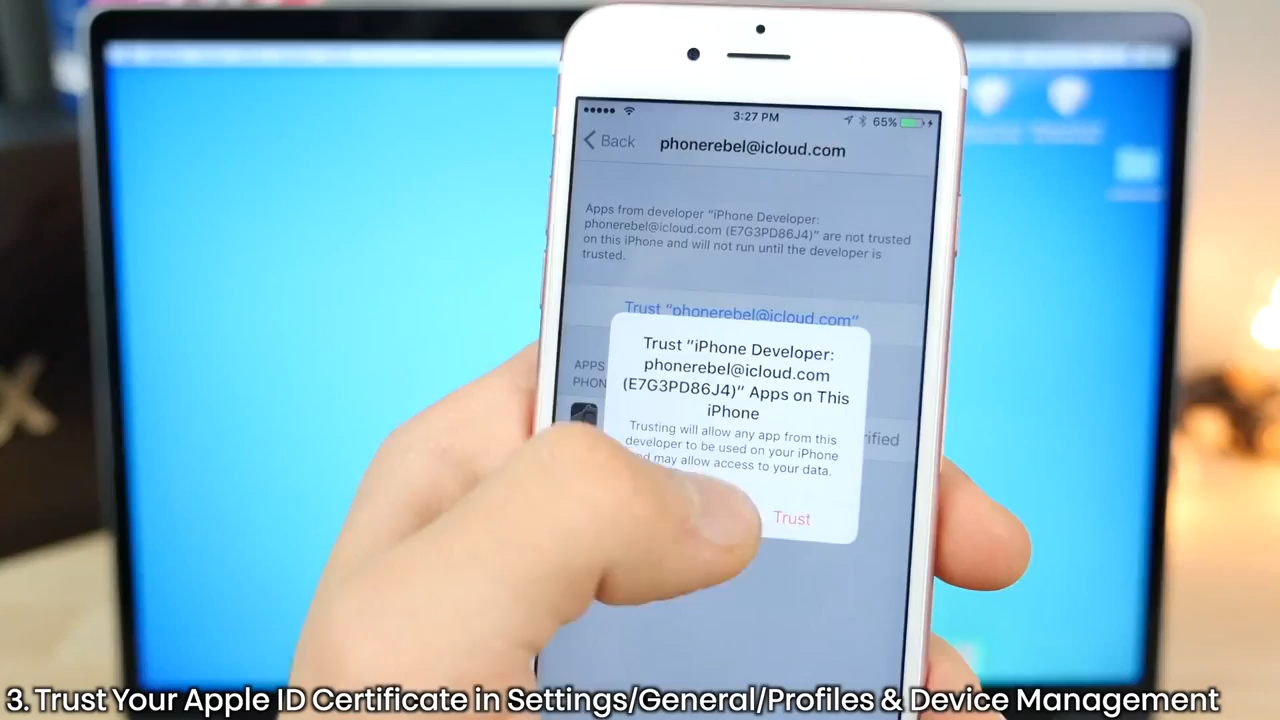 3:27 PM
65%
Back
phonerebel@icloud.com
Apps from developer "iPhone Developer:
phonerebel@icloud.com (E7G3PD86J4)" are not trusted
on this iPhone and will not run until the developer is
trusted.
Trust "phonerebel@icloud.com"
APPS
PHON
Trust "iPhone Developer:
phonerebel@icloud.com
(E7G3PD86J4)" Apps on This
iPhone
Trusting will allow any app from this
developer to be used on your iPhone
may allow access to your data.
Trust
3. Trust Your Apple ID Certificate in Settings/General/Profiles & Device Management